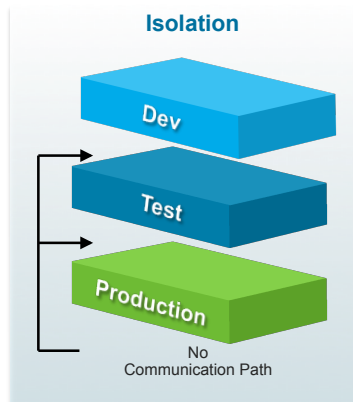 Isolation
Dev
Test
Production
No
Communication Path